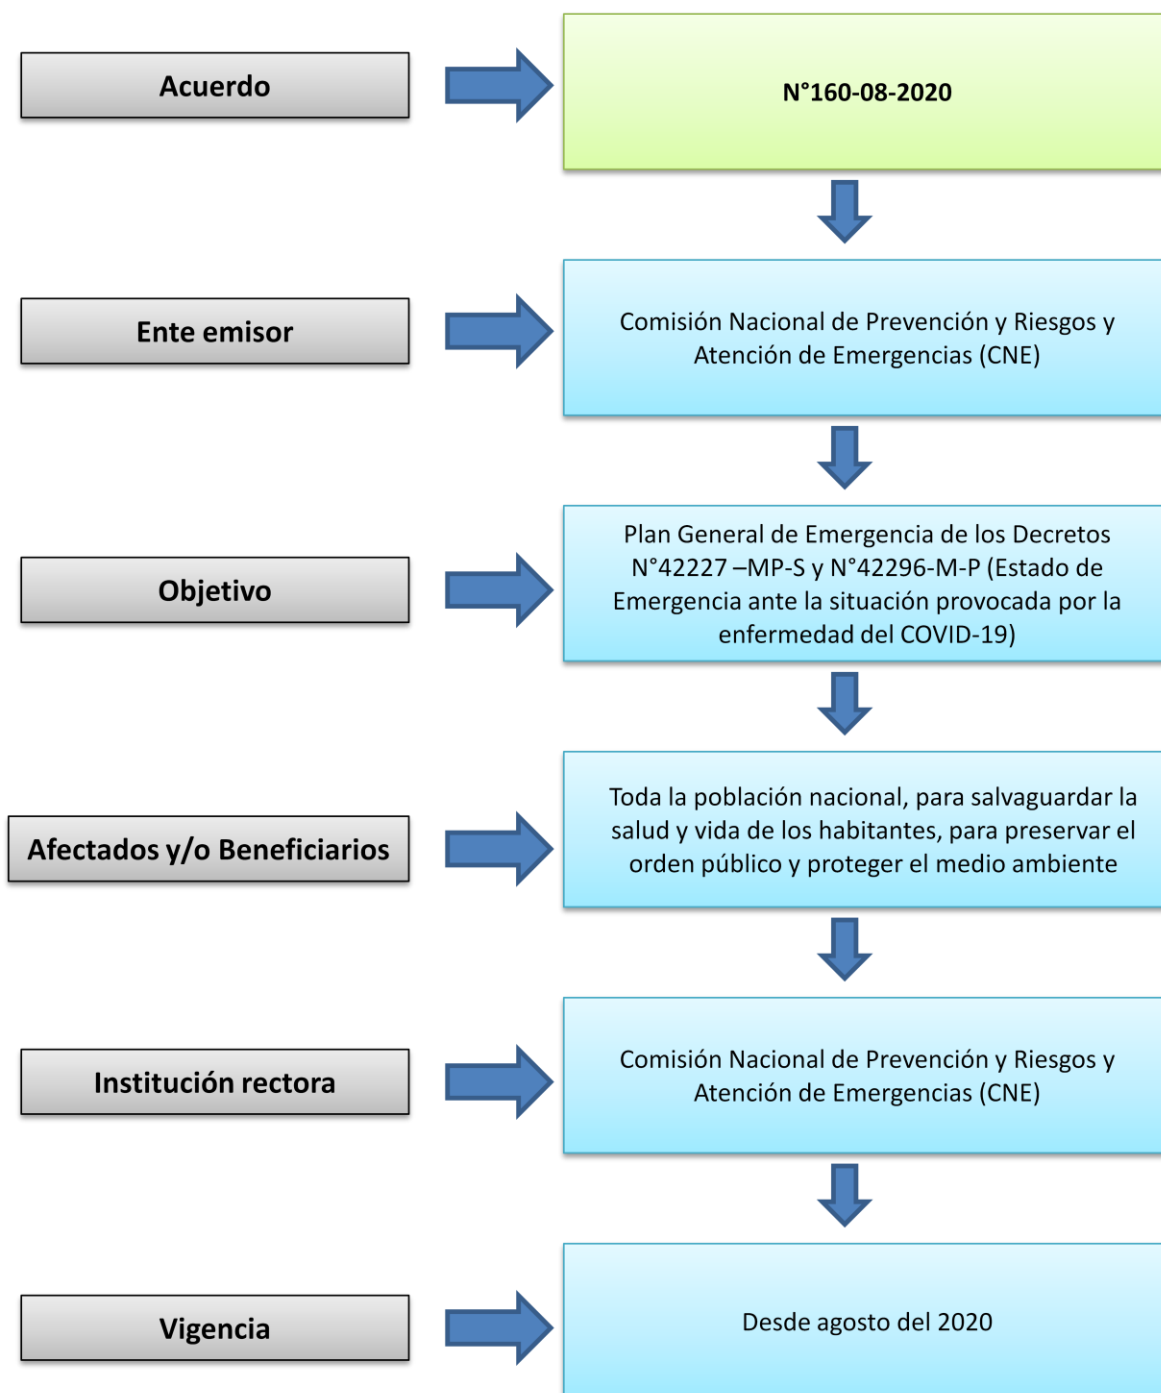 Acuerdo
N°160-08-2020
Ente emisor
Comisión Nacional de Prevención y Riesgos y
Atención de Emergencias (CNE)
Objetivo
Plan General de Emergencia de los Decretos
N°42227 –MP-S y N°42296-M-P (Estado de
Emergencia ante la situación provocada por la
enfermedad del COVID-19)
Afectados y/o Beneficiarios
Toda la población nacional, para salvaguardar la
salud y vida de los habitantes, para preservar el
orden público y proteger el medio ambiente
Institución rectora
Comisión Nacional de Prevención y Riesgos y
Atención de Emergencias (CNE)
Vigencia
Desde agosto del 2020